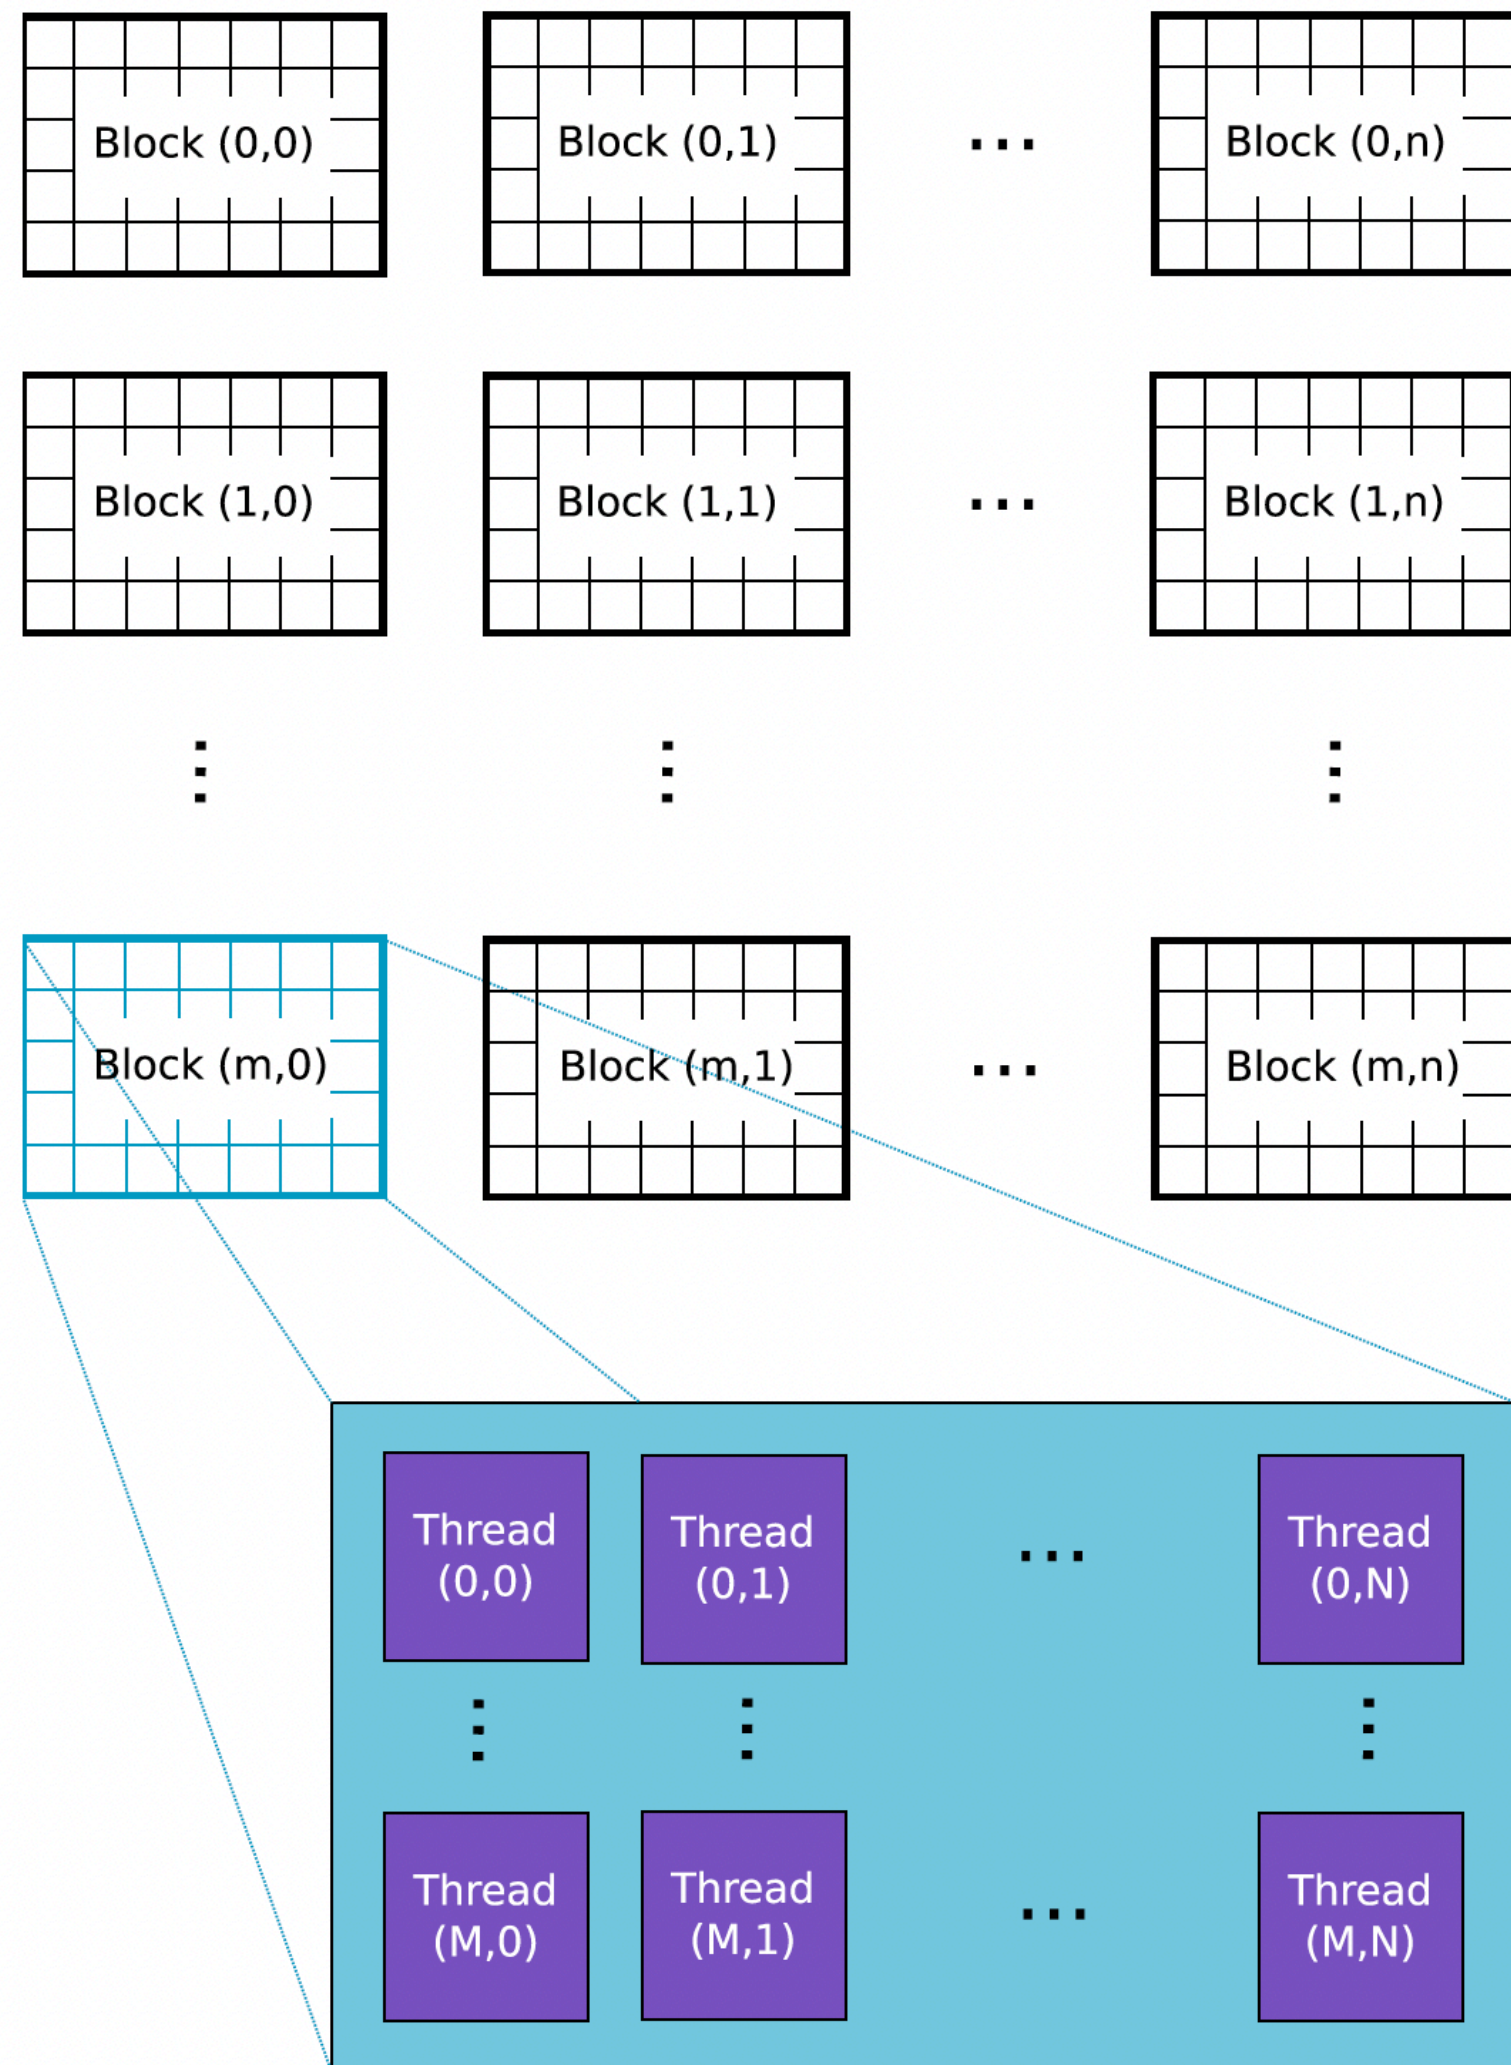 Block (0,0)
Block (0,1)
...
Block (0,n)
Block (1,0)
Block (1,1)
...
Block (1,n)
Block (m,0)
Block (m,1)
...
Block (m,n)
Thread
(0,0)
Thread
(0,1)
...
Thread
(0,N)
Thread
(M,0)
Thread
(M,1)
...
Thread
(M,N)